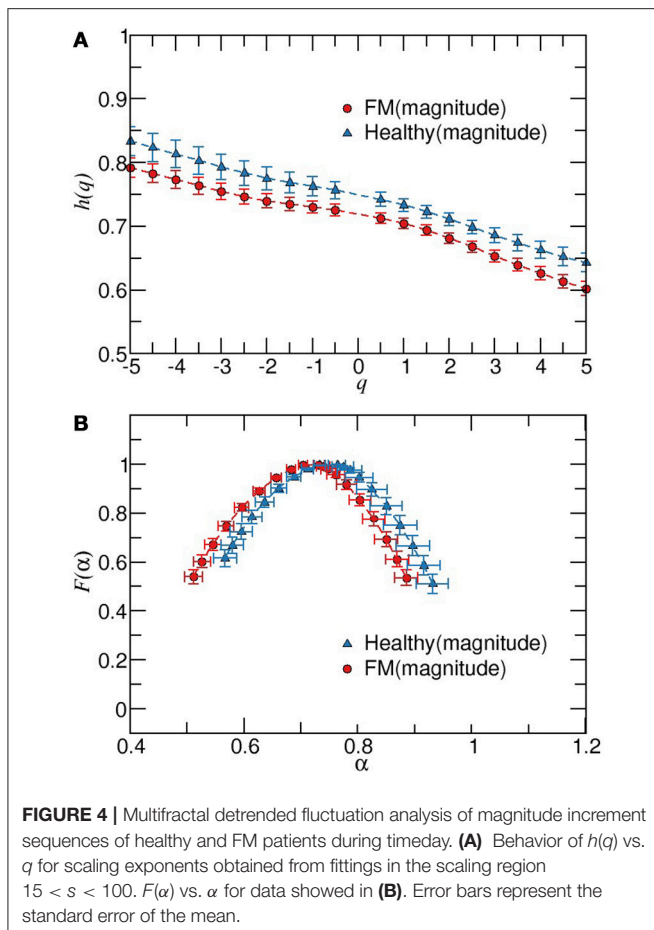 A
1
0.9
0.8
0.7
0.6
0.5
h(q)
FM(magnitude)
Healthy(magnitude)
-5 -4 -3 -2 -1 0 1 2 3 4 5
q
B
1
0.8
0.6
0.4
0.2
0
F(α)
Healthy(magnitude)
FM(magnitude)
0.4 0.6 0.8 1 1.2
α
FIGURE 4 | Multifractal detrended fluctuation analysis of magnitude increment
sequences of healthy and FM patients during timeday. (A) Behavior of h(q) vs.
q for scaling exponents obtained from fittings in the scaling region
15 < s < 100. F(α) vs. α for data showed in (B). Error bars represent the
standard error of the mean.